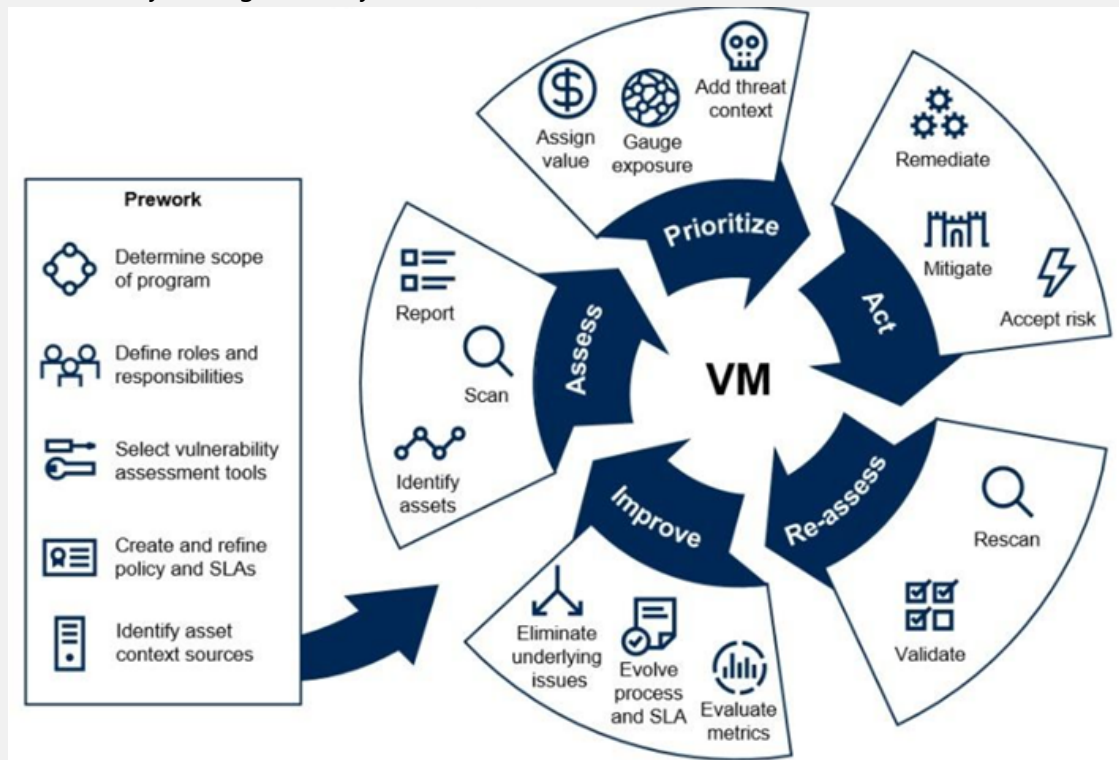 Prework
Determine scope
of program
Define roles and
responsibilities
Select vulnerability
assessment tools
Create and refine
policy and SLAs
Identify asset
context sources
Assess
Identify
assets
Scan
Report
Prioritize
Assign
value
Gauge
exposure
Add threat
context
Act
Remediate
Mitigate
Accept risk
Re-assess
Rescan
Validate
Improve
Eliminate
underlying
issues
Evolve
process
and SLA
Evaluate
metrics
VM